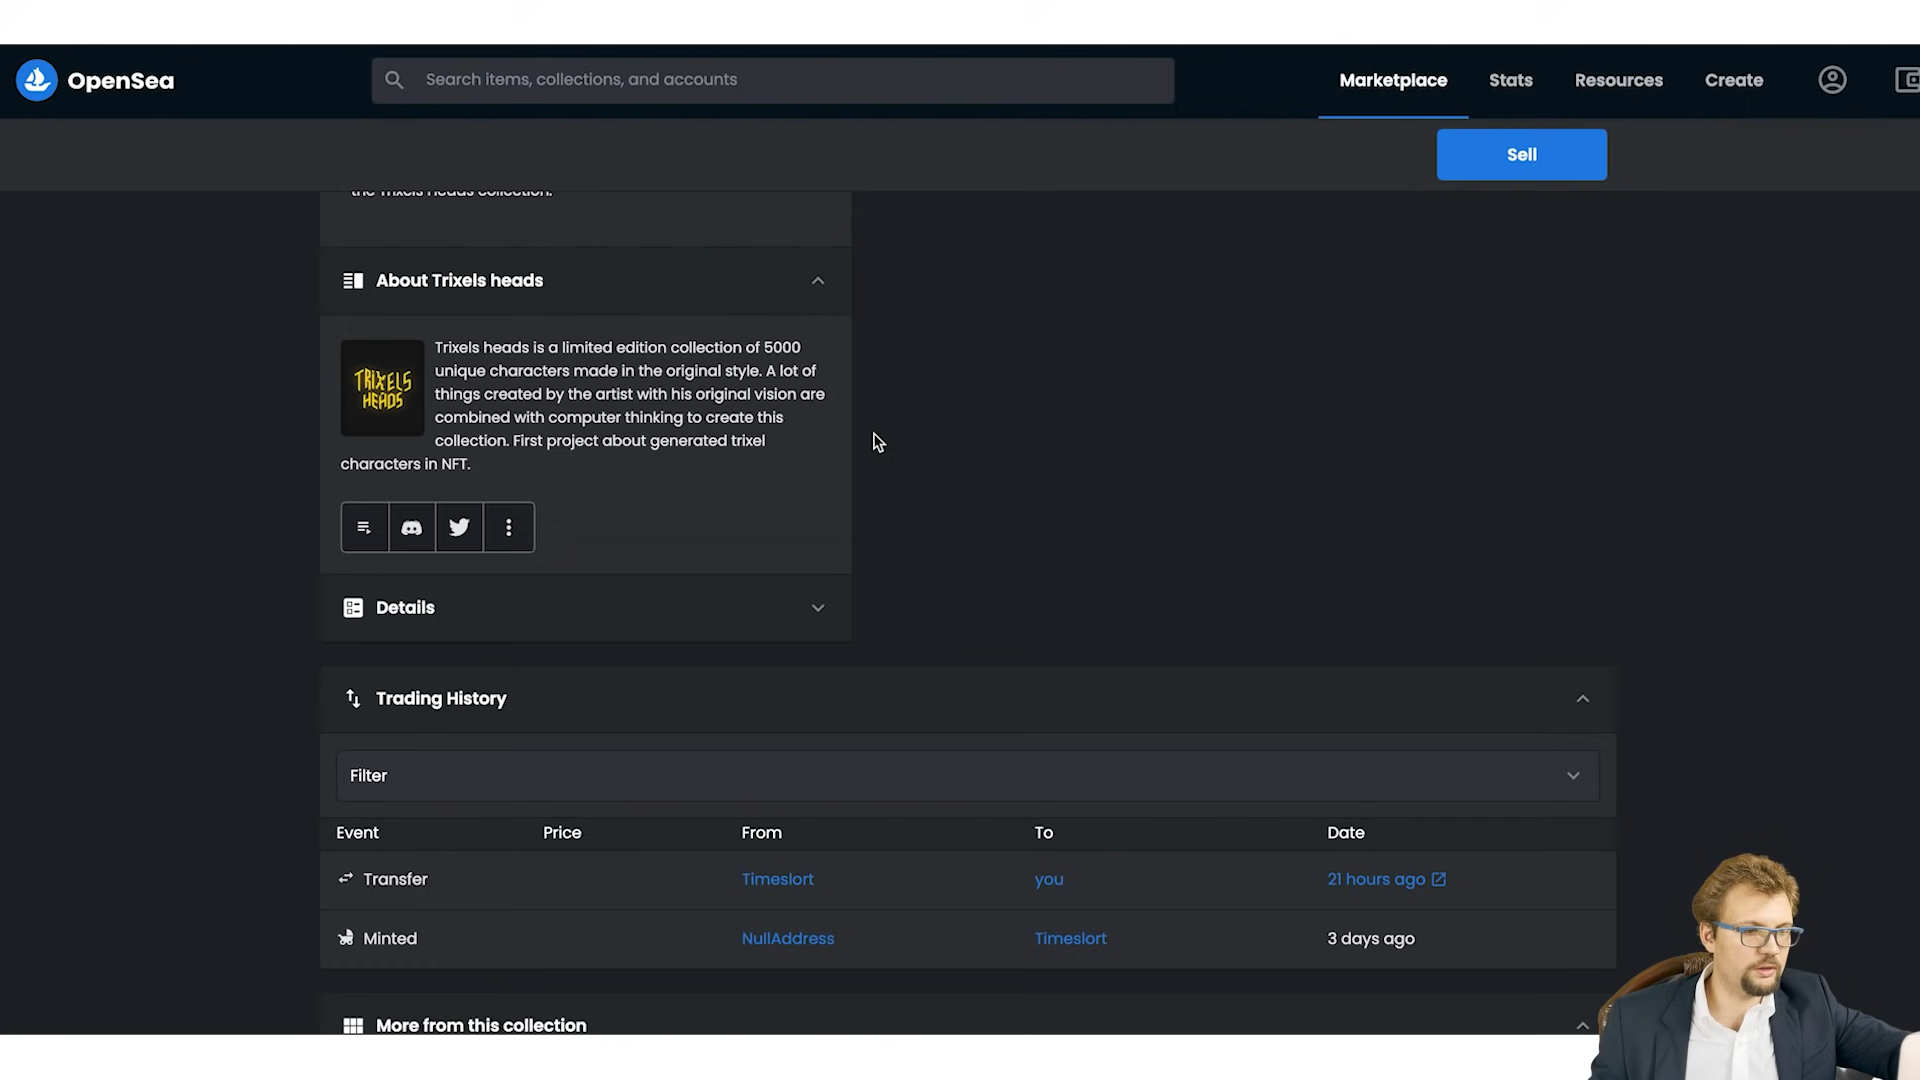 OpenSea
Search items, collections, and accounts
Marketplace
Stats
Resources
Create
Sell
the Trixels Heads collection.
About Trixels heads
TRIXELS
HEADS
Trixels heads is a limited edition collection of 5000
unique characters made in the original style. A lot of
things created by the artist with his original vision are
combined with computer thinking to create this
collection. First project about generated trixel
characters in NFT.
Details
Trading History
Filter
Event Price From To Date
Transfer Timeslort you 21 hours ago
Minted NullAddress Timeslort 3 days ago
More from this collection